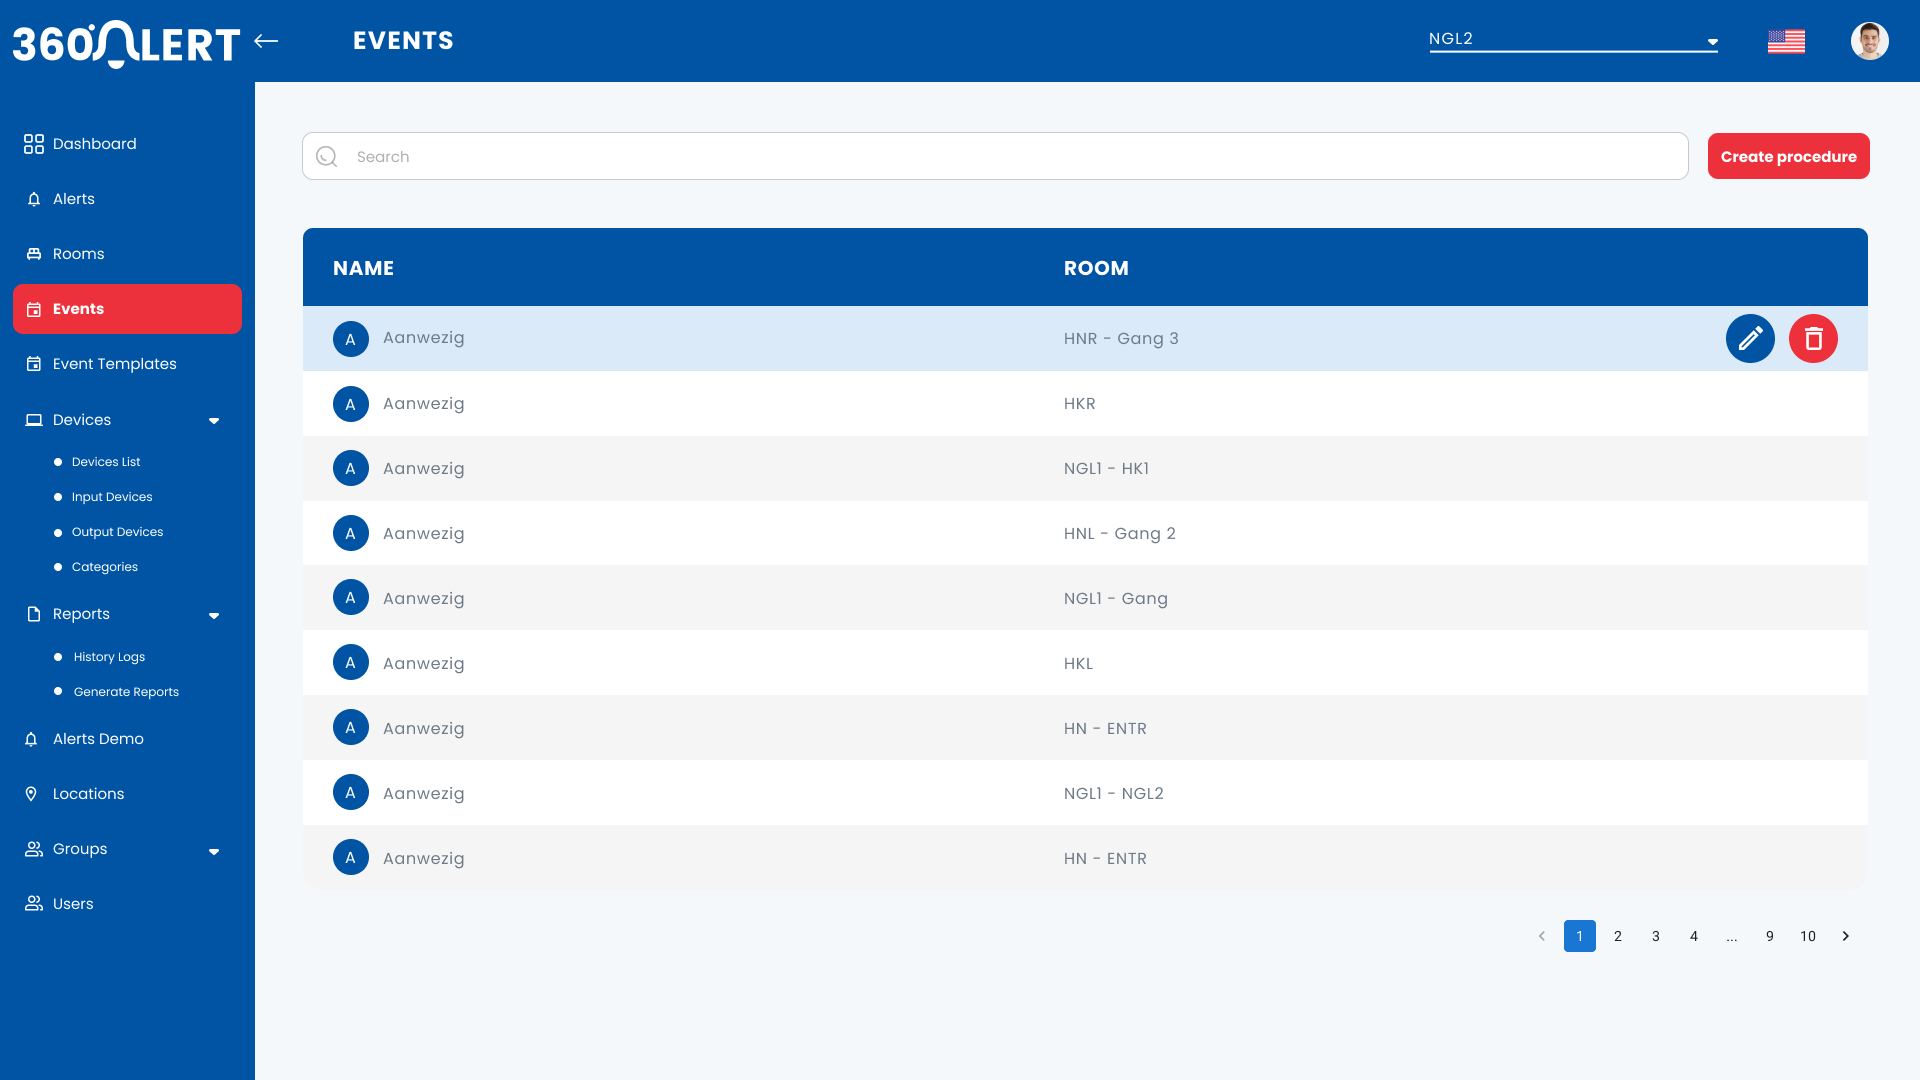 360ALERT
EVENTS
NGL2
Dashboard
Alerts
Rooms
Events
Event Templates
Devices
Devices List
Input Devices
Output Devices
Categories
Reports
History Logs
Generate Reports
Alerts Demo
Locations
Groups
Users
Search
Create procedure
NAME ROOM
A Aanwezig HNR - Gang 3
A Aanwezig HKR
A Aanwezig NGL1 - HK1
A Aanwezig HNL - Gang 2
A Aanwezig NGL1 - Gang
A Aanwezig HKL
A Aanwezig HN - ENTR
A Aanwezig NGL1 - NGL2
A Aanwezig HN - ENTR
1 2 3 4 ... 9 10